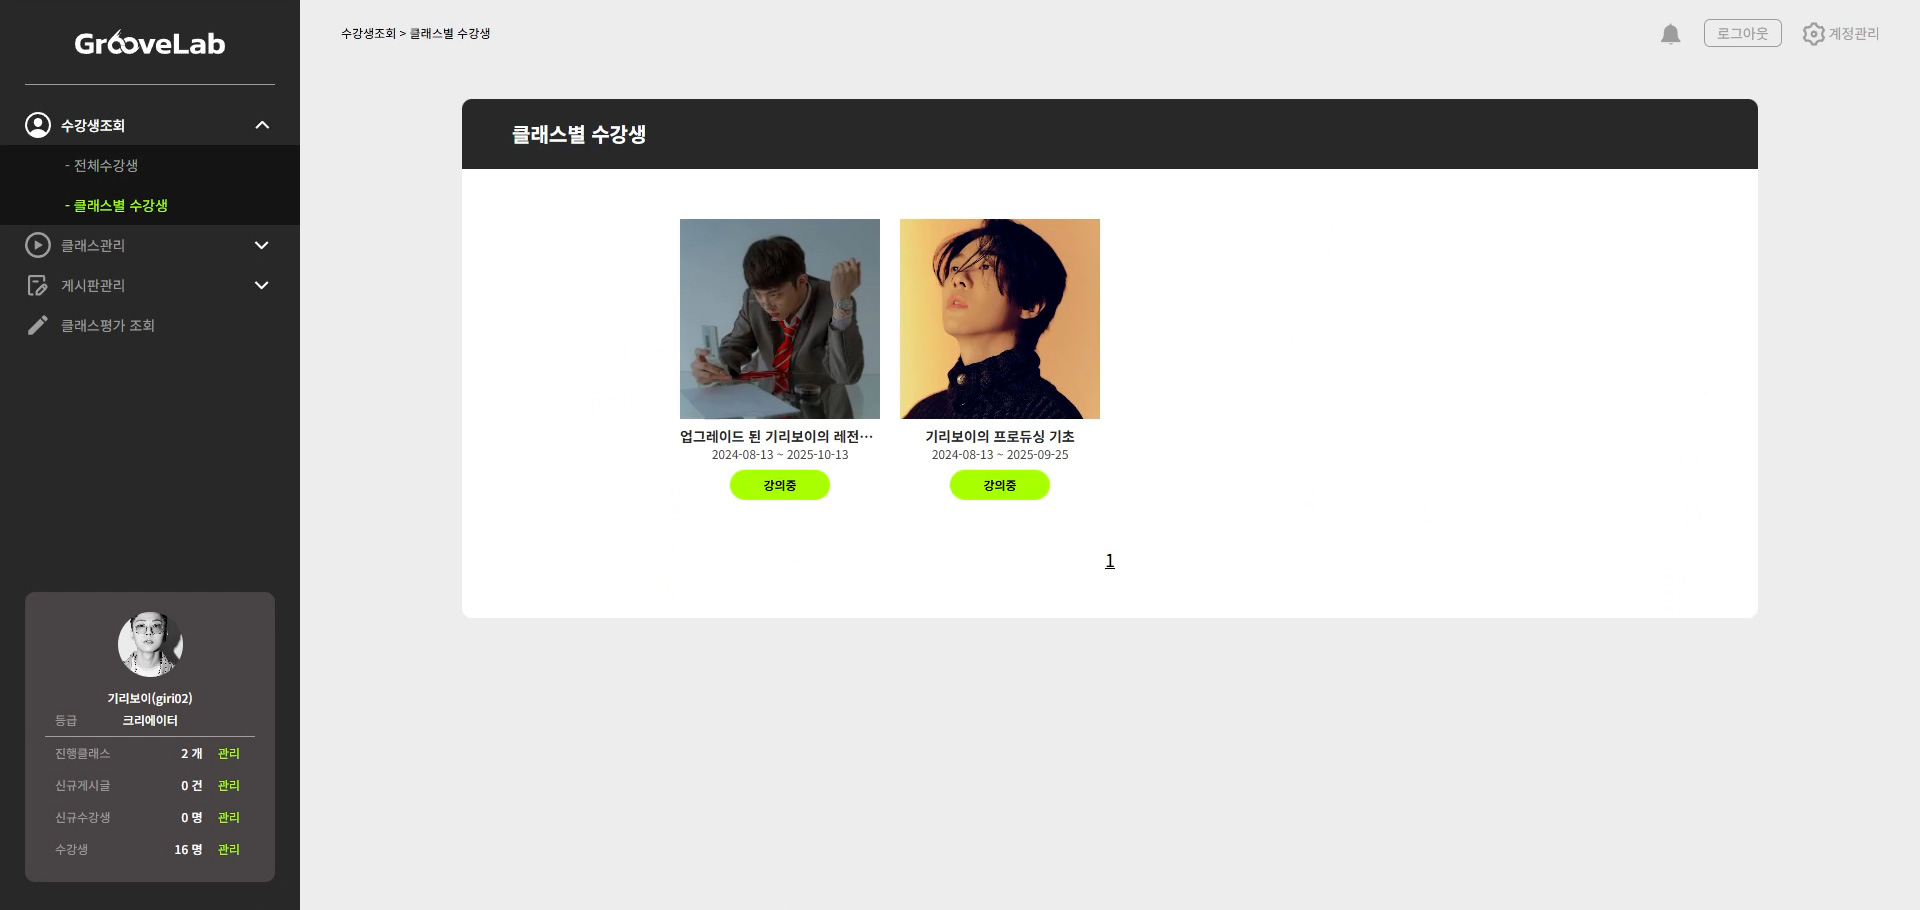 GrooveLab
수강생조회
- 전체수강생
- 클래스별 수강생
클래스관리
게시판관리
클래스평가 조회
기리보이(giri02)
등급 크리에이터
진행클래스 2 개 관리
신규게시글 0 건 관리
신규수강생 0 명 관리
수강생 16 명 관리
수강생조회 > 클래스별 수강생
로그아웃
계정관리
클래스별 수강생
업그레이드 된 기리보이의 레전…
2024-08-13 ~ 2025-10-13
강의중
기리보이의 프로듀싱 기초
2024-08-13 ~ 2025-09-25
강의중
1